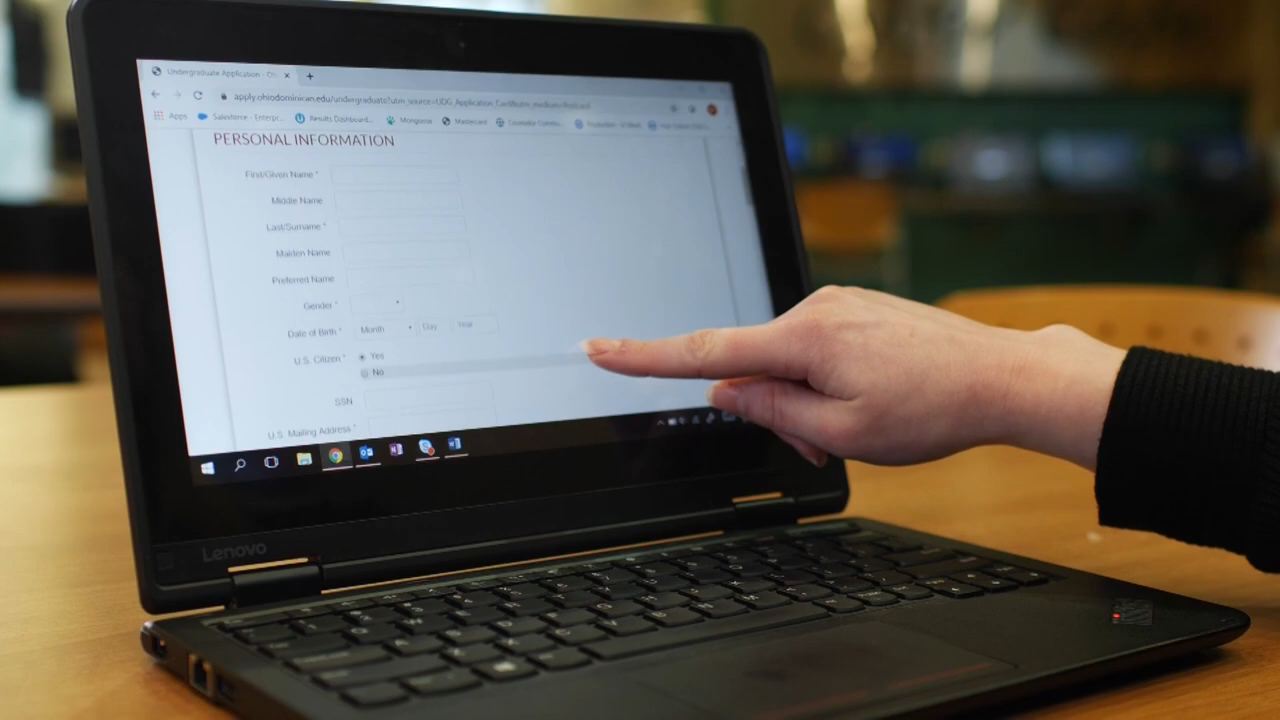 Undergraduate Application - Oh
apply.ohiodominican.edu/undergraduate?utm_source=UDG_Application_Card&utm_medium=Postcard
Apps Salesforce - Enterpr... Results Dashboard... Mongoose Mastercard
PERSONAL INFORMATION
First/Given Name *
Middle Name
Last/Surname *
Maiden Name
Preferred Name
Gender *
Date of Birth * Month Day Year
U.S. Citizen * Yes
No
SSN
U.S. Mailing Address *
Lenovo